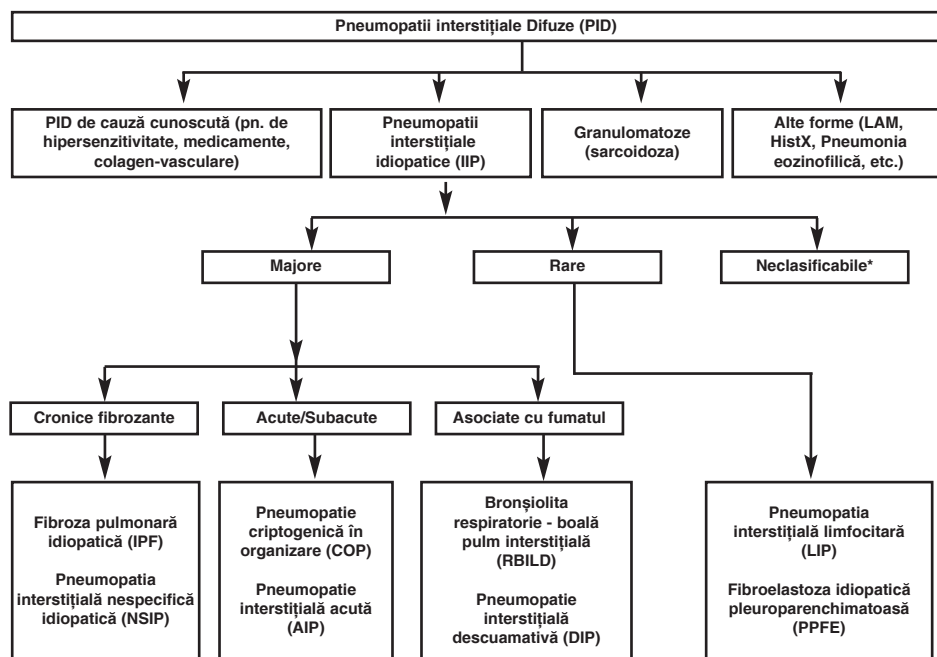 Pneumopatii interstițiale Difuze (PID)
PID de cauză cunoscută (pn. de
hipersenzitivitate, medicamente,
colagen-vasculare)
Pneumopatii
interstițiale
idiopatice (IIP)
Granulomatoze
(sarcoidoza)
Alte forme (LAM,
HistX, Pneumonia
eozinofilică, etc.)
Majore
Rare
Neclasificabile*
Cronice fibrozante
Acute/Subacute
Asociate cu fumatul
Fibroza pulmonară
idiopatică (IPF)
Pneumopatia
interstițială nespecifică
idiopatică (NSIP)
Pneumopatie
criptogenică în
organizare (COP)
Pneumopatie
interstițială acută
(AIP)
Bronșiolita
respiratorie - boală
pulm interstițială
(RBILD)
Pneumopatie
interstițială
descuamativă (DIP)
Pneumopatia
interstițială limfocitară
(LIP)
Fibroelastoza idiopatică
pleuroparenchimatoasă
(PPFE)